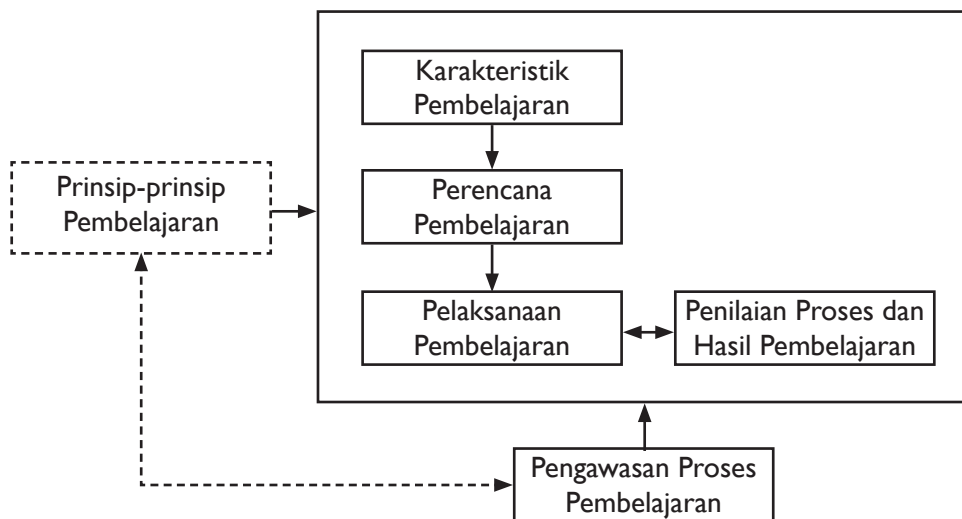 Karakteristik
Pembelajaran
Prinsip-prinsip
Pembelajaran
Perencana
Pembelajaran
Pelaksanaan
Pembelajaran
Penilaian Proses dan
Hasil Pembelajaran
Pengawasan Proses
Pembelajaran